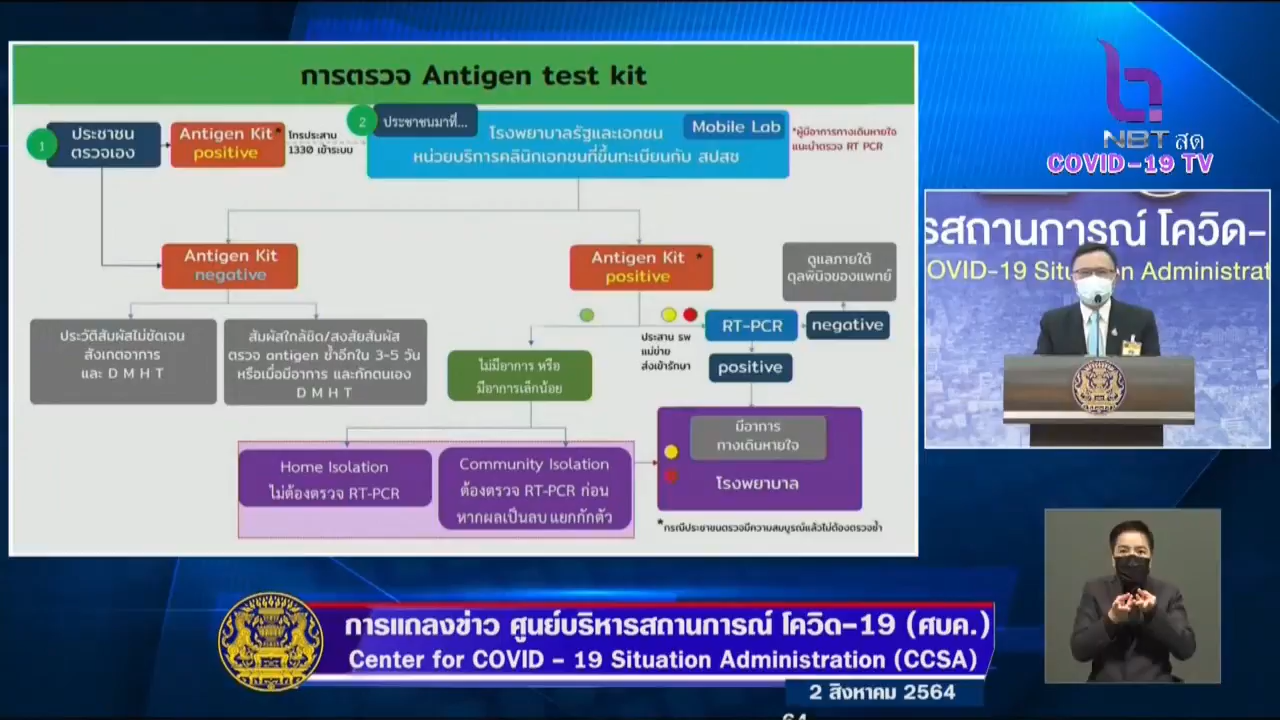 การตรวจ Antigen test kit
1
ประชาชน
ตรวจเอง
Antigen Kit*
positive
โทรประสาน
1330 เข้าระบบ
2
ประชาชนมาที่...
โรงพยาบาลรัฐและเอกชน
Mobile Lab
หน่วยบริการคลินิกเอกชนที่ขึ้นทะเบียนกับ สปสช
*ผู้มีอาการทางเดินหายใจ
แนะนำตรวจ RT PCR
NBT สด
COVID-19 TV
Antigen Kit
negative
Antigen Kit *
positive
ดูแลภายใต้
ดุลพินิจของแพทย์
ประวัติสัมผัสไม่ชัดเจน
สังเกตอาการ
และ D M H T
สัมผัสใกล้ชิด/สงสัยสัมผัส
ตรวจ antigen ซ้ำอีกใน 3-5 วัน
หรือเมื่อมีอาการ และกักตนเอง
D M H T
ไม่มีอาการ หรือ
มีอาการเล็กน้อย
ประสาน รพ
แม่ข่าย
ส่งเข้ารักษา
RT-PCR
negative
positive
Home Isolation
ไม่ต้องตรวจ RT-PCR
Community Isolation
ต้องตรวจ RT-PCR ก่อน
หากผลเป็นลบ แยกกักตัว
มีอาการ
ทางเดินหายใจ
โรงพยาบาล
*กรณีประชาชนตรวจมีความสมบูรณ์แล้วไม่ต้องตรวจซ้ำ
รสถานการณ์ โควิด-
COVID-19 Situation Administrat
การแถลงข่าว ศูนย์บริหารสถานการณ์ โควิด-19 (ศบค.)
Center for COVID - 19 Situation Administration (CCSA)
2 สิงหาคม 2564